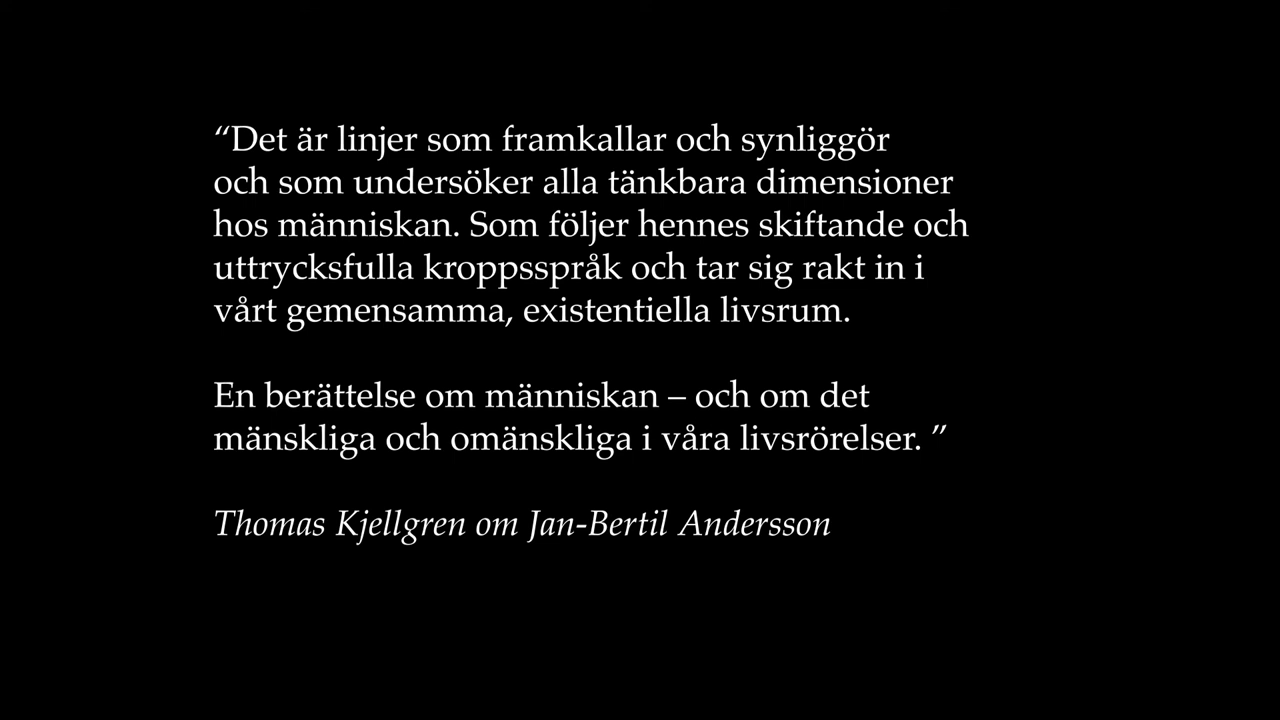 “Det är linjer som framkallar och synliggör
och som undersöker alla tänkbara dimensioner
hos människan. Som följer hennes skiftande och
uttrycksfulla kroppsspråk och tar sig rakt in i
vårt gemensamma, existentiella livsrum.
En berättelse om människan – och om det
mänskliga och omänskliga i våra livsrörelser. ”
Thomas Kjellgren om Jan-Bertil Andersson